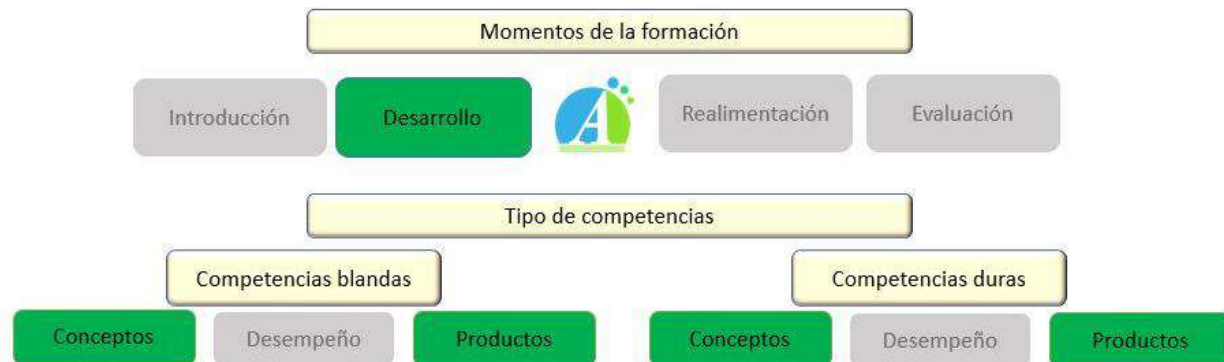 Momentos de la formación
Introducción
Desarrollo
A
Realimentación
Evaluación
Tipo de competencias
Competencias blandas
Competencias duras
Conceptos
Desempeño
Productos
Conceptos
Desempeño
Productos